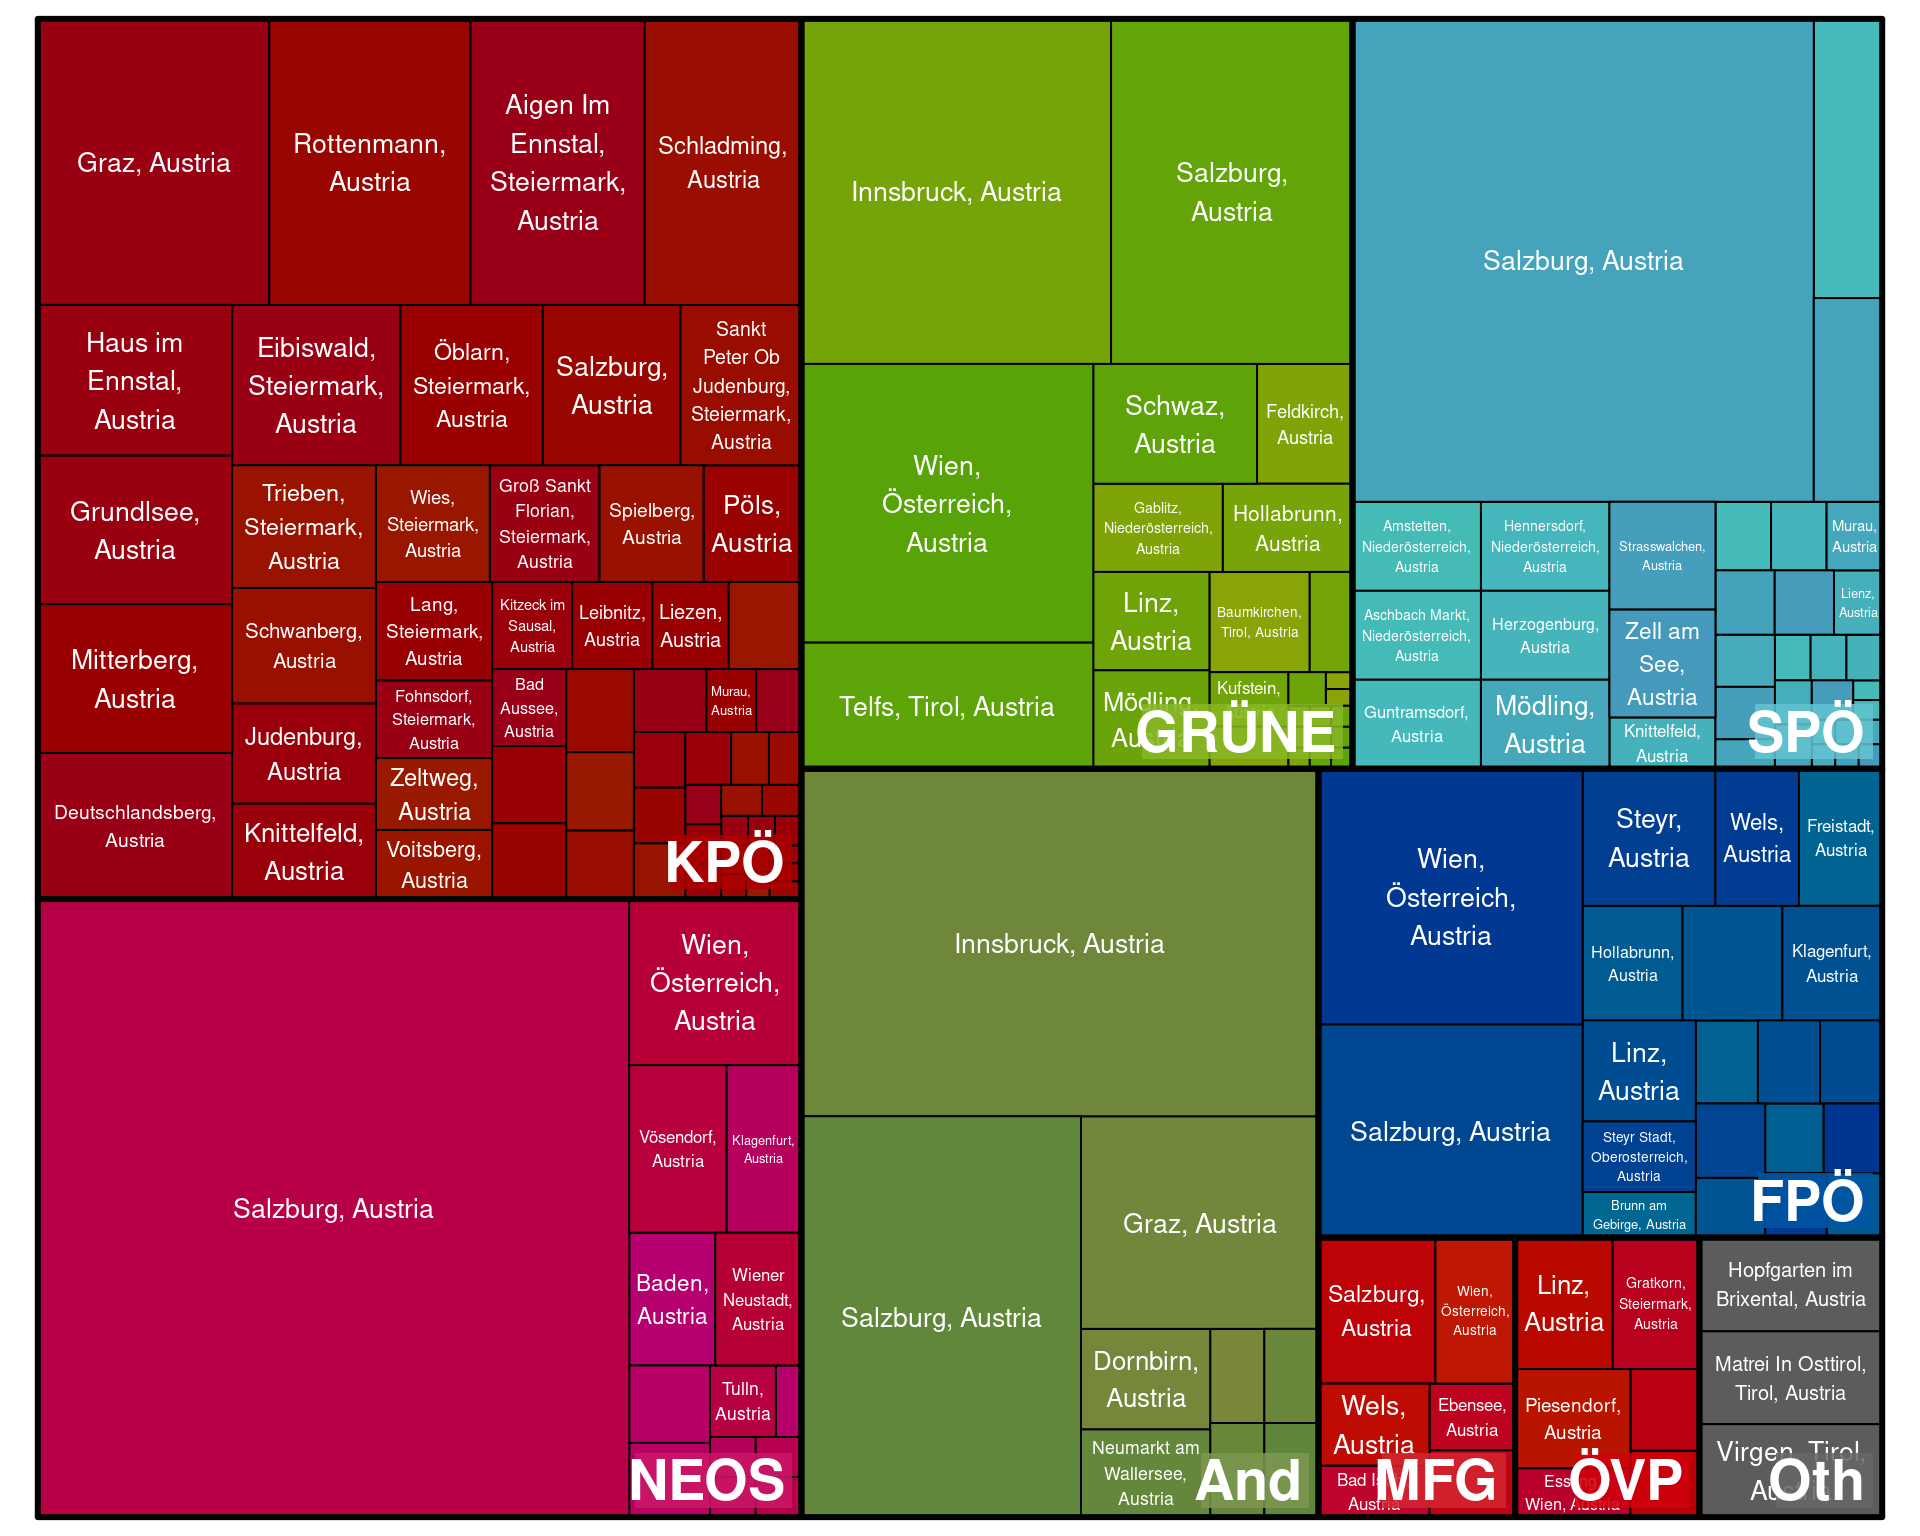 Graz, Austria
Rottenmann,
Austria
Aigen Im
Ennstal,
Steiermark,
Austria
Schladming,
Austria
Haus im
Ennstal,
Austria
Eibiswald,
Steiermark,
Austria
Öblarn,
Steiermark,
Austria
Salzburg,
Austria
Sankt
Peter Ob
Judenburg,
Steiermark,
Austria
Grundlsee,
Austria
Trieben,
Steiermark,
Austria
Wies,
Steiermark,
Austria
Groß Sankt
Florian,
Steiermark,
Austria
Spielberg,
Austria
Pöls,
Austria
Mitterberg,
Austria
Schwanberg,
Austria
Lang,
Steiermark,
Austria
Kitzeck im
Sausal,
Austria
Leibnitz,
Austria
Liezen,
Austria
Deutschlandsberg,
Austria
Judenburg,
Austria
Fohnsdorf,
Steiermark,
Austria
Bad
Aussee,
Austria
Murau,
Austria
Knittelfeld,
Austria
Zeltweg,
Austria
Voitsberg,
Austria
KPÖ
Innsbruck, Austria
Salzburg,
Austria
Wien,
Österreich,
Austria
Schwaz,
Austria
Feldkirch,
Austria
Gablitz,
Niederösterreich,
Austria
Hollabrunn,
Austria
Linz,
Austria
Baumkirchen,
Tirol, Austria
Telfs, Tirol, Austria
Mödling,
Austria
Kufstein,
GRÜNE
Salzburg, Austria
Amstetten,
Niederösterreich,
Austria
Hennersdorf,
Niederösterreich,
Austria
Strasswalchen,
Austria
Murau,
Austria
Aschbach Markt,
Niederösterreich,
Austria
Herzogenburg,
Austria
Zell am
See,
Austria
Lienz,
Austria
Guntramsdorf,
Austria
Mödling,
Austria
Knittelfeld,
Austria
SPÖ
Salzburg, Austria
Wien,
Österreich,
Austria
Vösendorf,
Austria
Klagenfurt,
Austria
Baden,
Austria
Wiener
Neustadt,
Austria
Tulln,
Austria
NEOS
Innsbruck, Austria
Salzburg, Austria
Graz, Austria
Dornbirn,
Austria
Neumarkt am
Wallersee,
Austria
And
Wien,
Österreich,
Austria
Steyr,
Austria
Wels,
Austria
Freistadt,
Austria
Hollabrunn,
Austria
Klagenfurt,
Austria
Salzburg, Austria
Linz,
Austria
Steyr Stadt,
Oberosterreich,
Austria
Brunn am
Gebirge, Austria
FPÖ
Salzburg,
Austria
Wien,
Österreich,
Austria
Wels,
Austria
Ebensee,
Austria
Bad
Austria
MFG
Linz,
Austria
Gratkorn,
Steiermark,
Austria
Piesendorf,
Austria
Wien, Austria
ÖVP
Hopfgarten im
Brixental, Austria
Matrei In Osttirol,
Tirol, Austria
Virgen, Tirol,
Austria
Oth